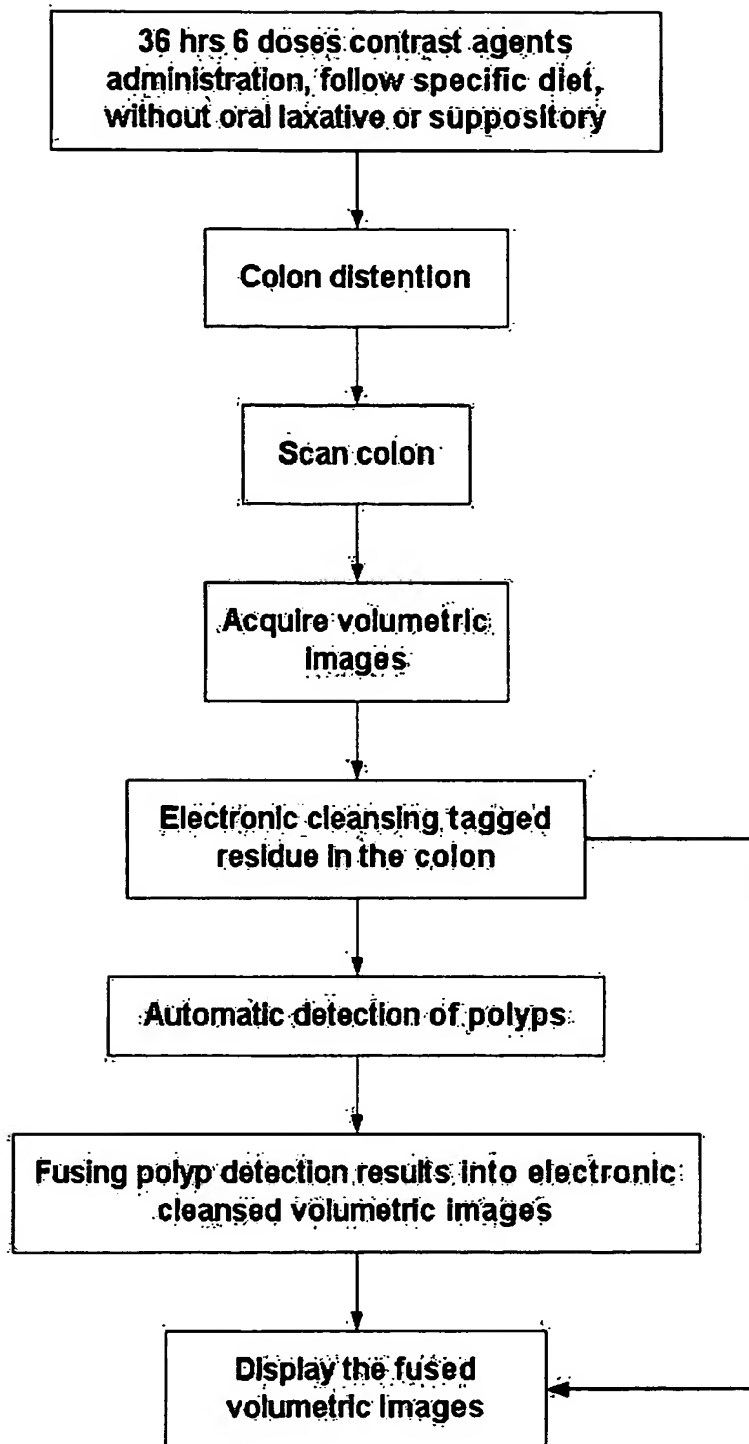 36 hrs 6 doses contrast agents
administration, follow specific diet,
without oral laxative or suppository
Colon distention
Scan colon
Acquire volumetric
images
Electronic cleansing tagged
residue in the colon
Automatic detection of polyps
Fusing polyp detection results into electronic
cleansed volumetric images
Display the fused
volumetric images